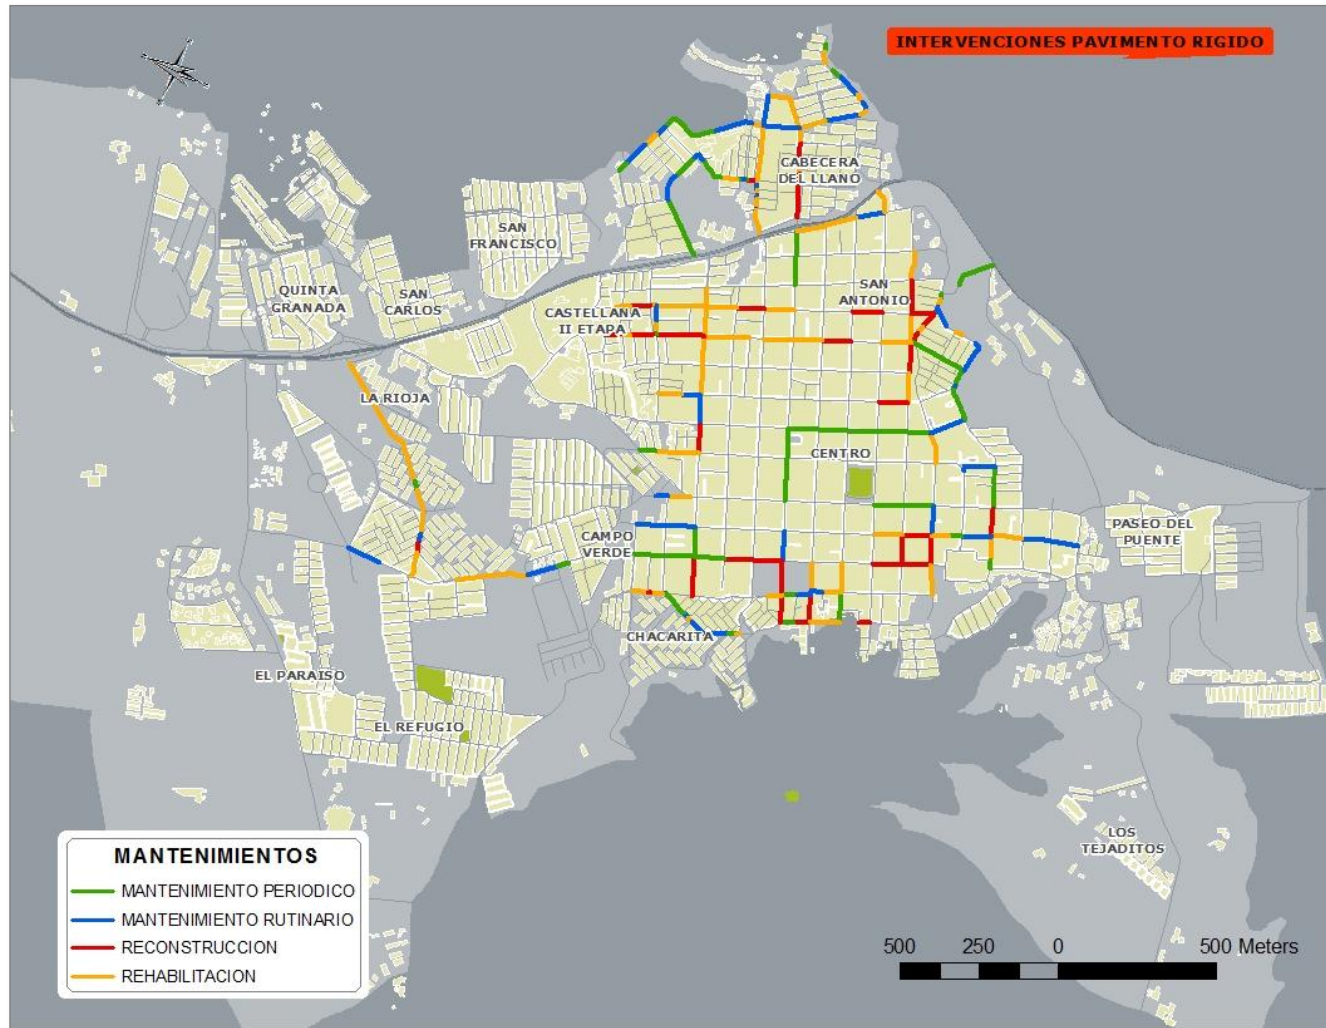 INTERVENCIONES PAVIMENTO RIGIDO
CABECERA
DEL LLANO
SAN
FRANCISCO
QUINTA
GRANADA
SAN
CARLOS
SAN
ANTONIO
CASTELLANA
II ETAPA
LA RIOJA
CENTRO
CAMPO
VERDE
PASEO DEL
PUENTE
CHACARITA
EL PARAISO
EL REFUGIO
LOS
TEJADITOS
MANTENIMIENTOS
MANTENIMIENTO PERIODICO
MANTENIMIENTO RUTINARIO
RECONSTRUCCION
REHABILITACION
500 250 0 500 Meters